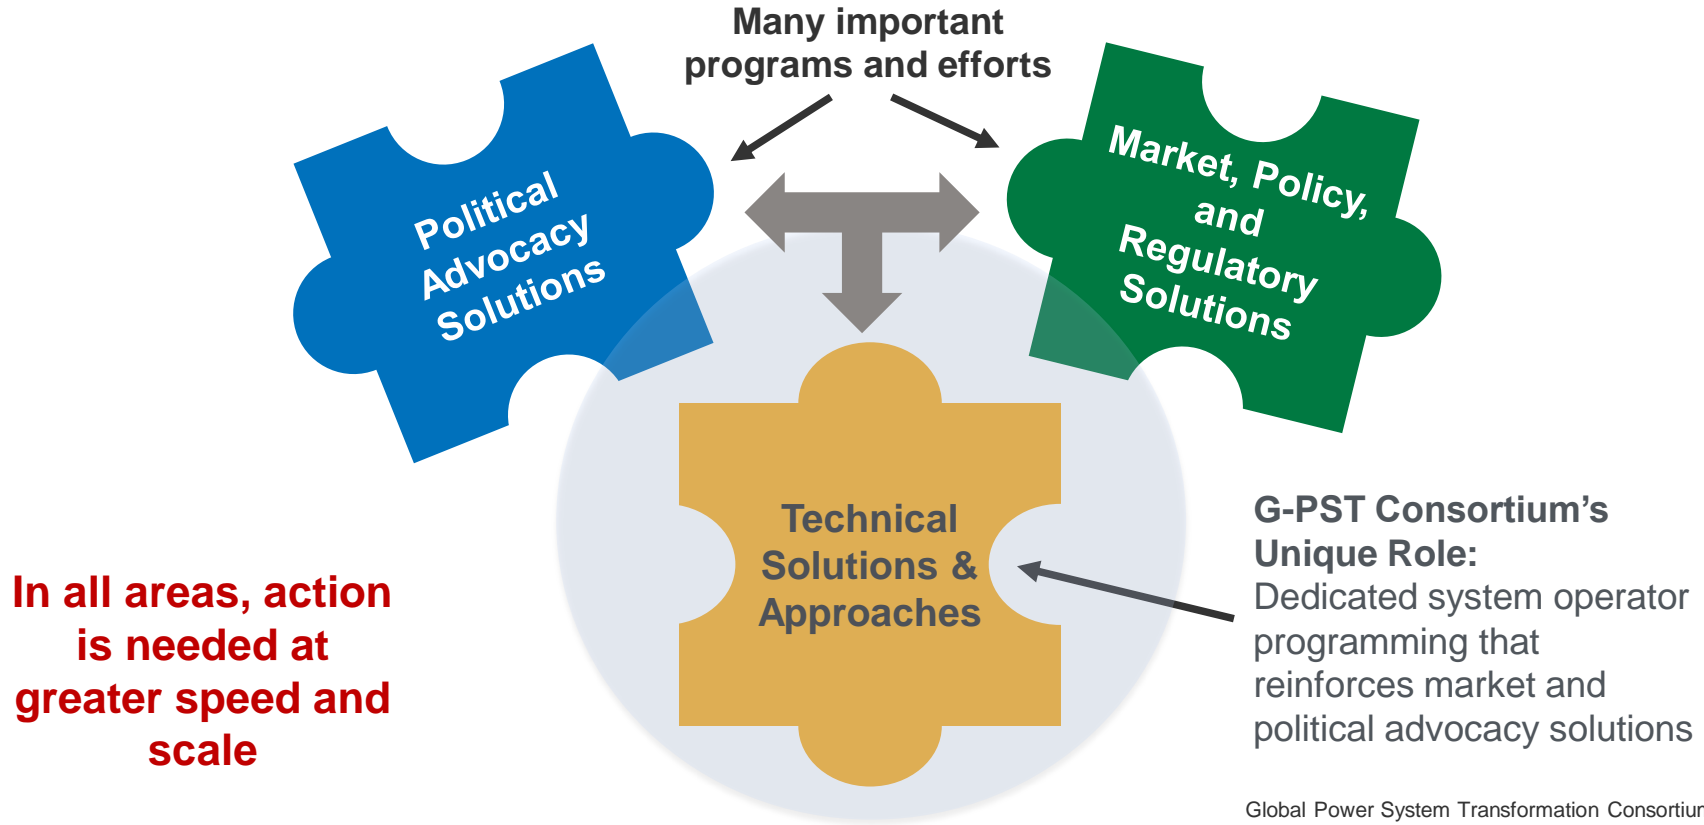 Many important
programs and efforts
Political
Advocacy
Solutions
Market, Policy,
and
Regulatory
Solutions
Technical
Solutions &
Approaches
In all areas, action
is needed at
greater speed and
scale
G-PST Consortium’s
Unique Role:
Dedicated system operator
programming that
reinforces market and
political advocacy solutions
Global Power System Transformation Consortium